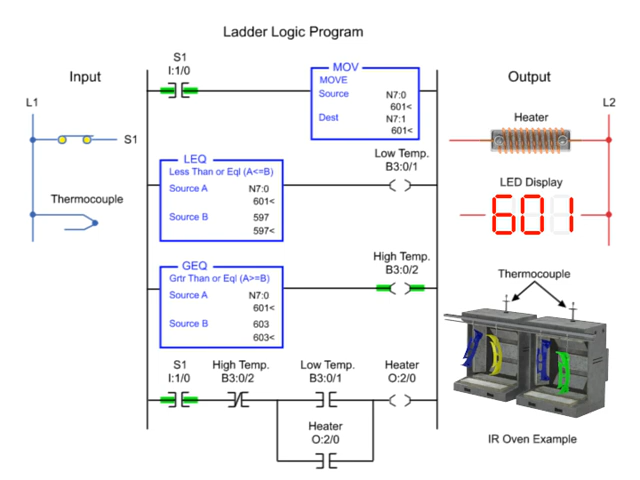 Ladder Logic Program
Input
L1
S1
Thermocouple
S1
I:1/0
MOV
MOVE
Source N7:0
601<
Dest N7:1
601<
LEQ
Less Than or Eql (A<=B)
Source A N7:0
601<
Source B 597
597<
Low Temp.
B3:0/1
GEQ
Grtr Than or Eql (A>=B)
Source A N7:0
601<
Source B 603
603<
High Temp.
B3:0/2
S1
I:1/0
High Temp.
B3:0/2
Low Temp.
B3:0/1
Heater
O:2/0
Heater
O:2/0
Output
L2
Heater
LED Display
601
Thermocouple
IR Oven Example